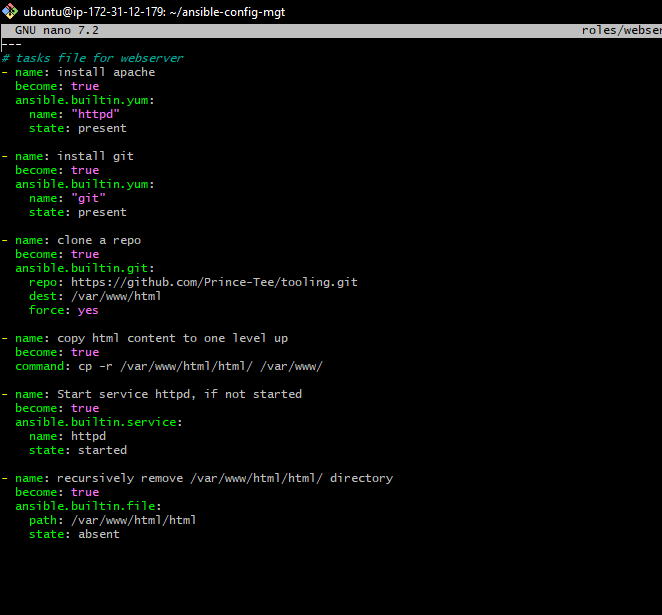 ubuntu@ip-172-31-12-179: ~/ansible-config-mgt
GNU nano 7.2 roles/webser
---
# tasks file for webserver
- name: install apache
  become: true
  ansible.builtin.yum:
    name: "httpd"
    state: present

- name: install git
  become: true
  ansible.builtin.yum:
    name: "git"
    state: present

- name: clone a repo
  become: true
  ansible.builtin.git:
    repo: https://github.com/Prince-Tee/tooling.git
    dest: /var/www/html
    force: yes

- name: copy html content to one level up
  become: true
  command: cp -r /var/www/html/html/ /var/www/

- name: Start service httpd, if not started
  become: true
  ansible.builtin.service:
    name: httpd
    state: started

- name: recursively remove /var/www/html/html/ directory
  become: true
  ansible.builtin.file:
    path: /var/www/html/html
    state: absent